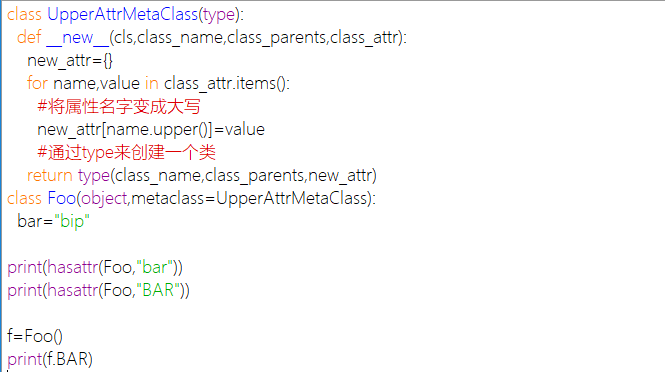 class UpperAttrMetaClass(type):
  def __new__(cls,class_name,class_parents,class_attr):
    new_attr={}
    for name,value in class_attr.items():
      #将属性名字变成大写
      new_attr[name.upper()]=value
      #通过type来创建一个类
    return type(class_name,class_parents,new_attr)
class Foo(object,metaclass=UpperAttrMetaClass):
  bar="bip"

print(hasattr(Foo,"bar"))
print(hasattr(Foo,"BAR"))

f=Foo()
print(f.BAR)